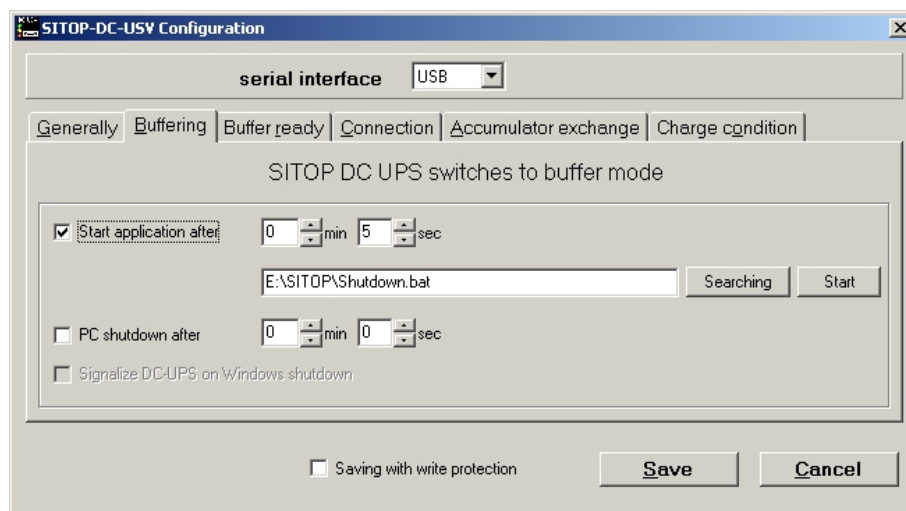 SITOP-DC-USV Configuration
serial interface USB
Generally Buffering Buffer ready Connection Accumulator exchange Charge condition
SITOP DC UPS switches to buffer mode
Start application after 0 min 5 sec
E:\SITOP\Shutdown.bat Searching Start
PC shutdown after 0 min 0 sec
Signalize DC-UPS on Windows shutdown
Saving with write protection Save Cancel